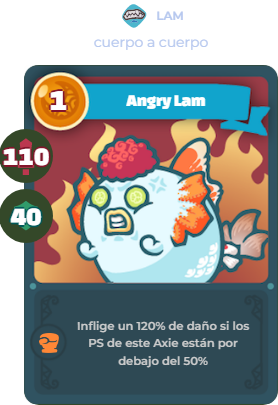 LAM
cuerpo a cuerpo
1
Angry Lam
110
40
Inflige un 120% de daño si los
PS de este Axie están por
debajo del 50%